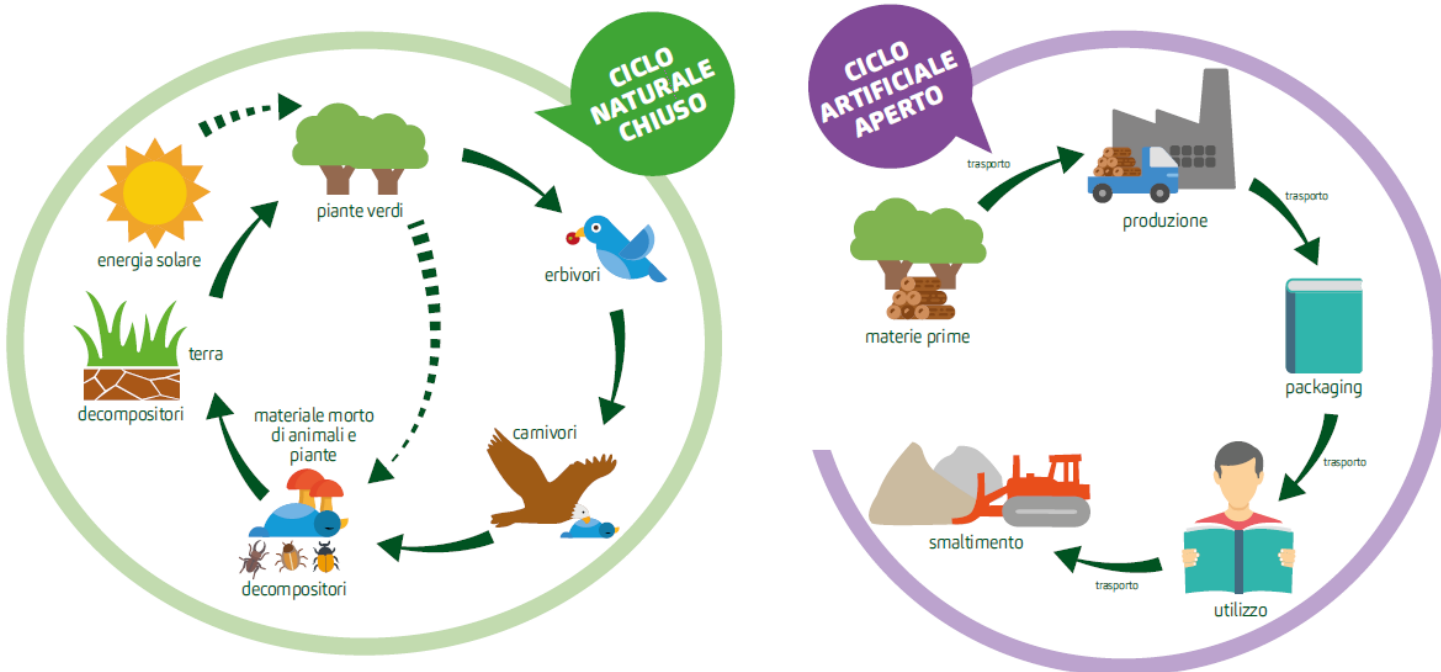 CICLO
NATURALE
CHIUSO
piante verdi
energia solare
erbivori
terra
decompositori
materiale morto
di animali e
piante
carnivori
decompositori
CICLO
ARTIFICIALE
APERTO
trasporto
produzione
trasporto
materie prime
packaging
trasporto
smaltimento
trasporto
utilizzo